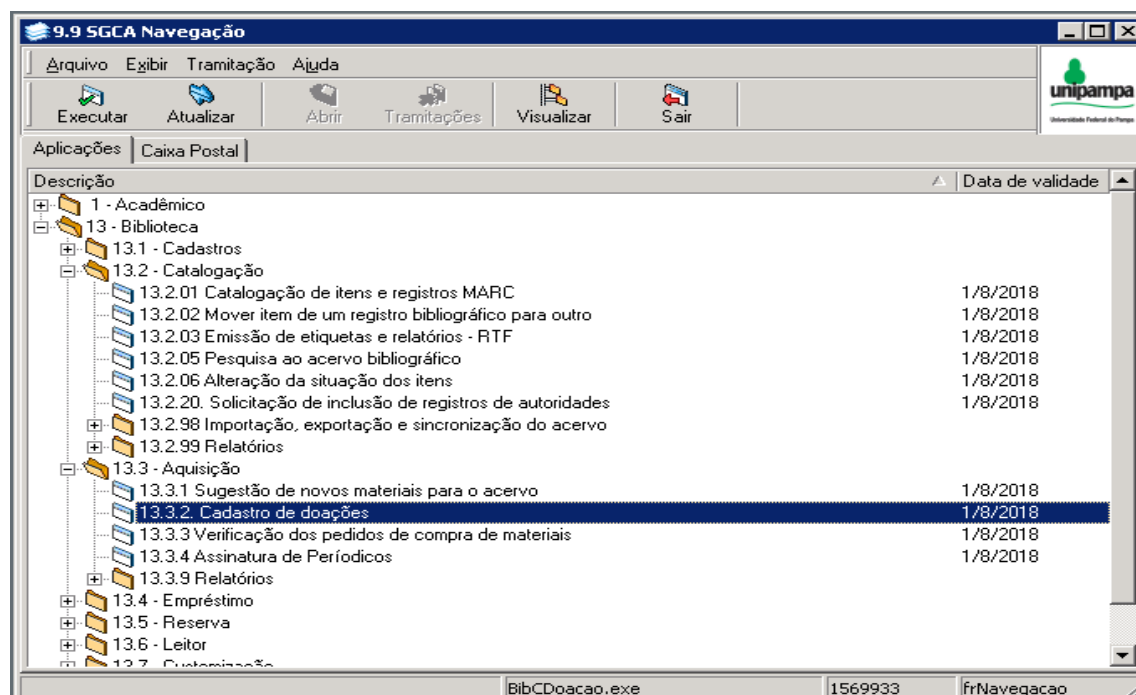 9.9 SGCA Navegação
Arquivo Exibir Tramitação Ajuda
unipampa
Universidade Federal do Pampa
Executar Atualizar Abrir Tramitações Visualizar Sair
Aplicações Caixa Postal
Descrição Data de validade
1 - Acadêmico
13 - Biblioteca
13.1 - Cadastros
13.2 - Catalogação
13.2.01 Catalogação de itens e registros MARC 1/8/2018
13.2.02 Mover item de um registro bibliográfico para outro 1/8/2018
13.2.03 Emissão de etiquetas e relatórios - RTF 1/8/2018
13.2.05 Pesquisa ao acervo bibliográfico 1/8/2018
13.2.06 Alteração da situação dos itens 1/8/2018
13.2.20. Solicitação de inclusão de registros de autoridades 1/8/2018
13.2.98 Importação, exportação e sincronização do acervo
13.2.99 Relatórios
13.3 - Aquisição
13.3.1 Sugestão de novos materiais para o acervo 1/8/2018
13.3.2. Cadastro de doações 1/8/2018
13.3.3 Verificação dos pedidos de compra de materiais 1/8/2018
13.3.4 Assinatura de Periódicos 1/8/2018
13.3.9 Relatórios
13.4 - Empréstimo
13.5 - Reserva
13.6 - Leitor
13.7 - Customização
BibCDoacao.exe 1569933 frNavegacao